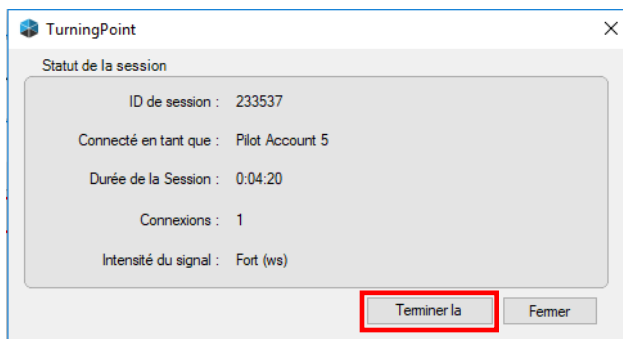 TurningPoint
Statut de la session
ID de session : 233537
Connecté en tant que : Pilot Account 5
Durée de la Session : 0:04:20
Connexions : 1
Intensité du signal : Fort (ws)
Terminer la Fermer